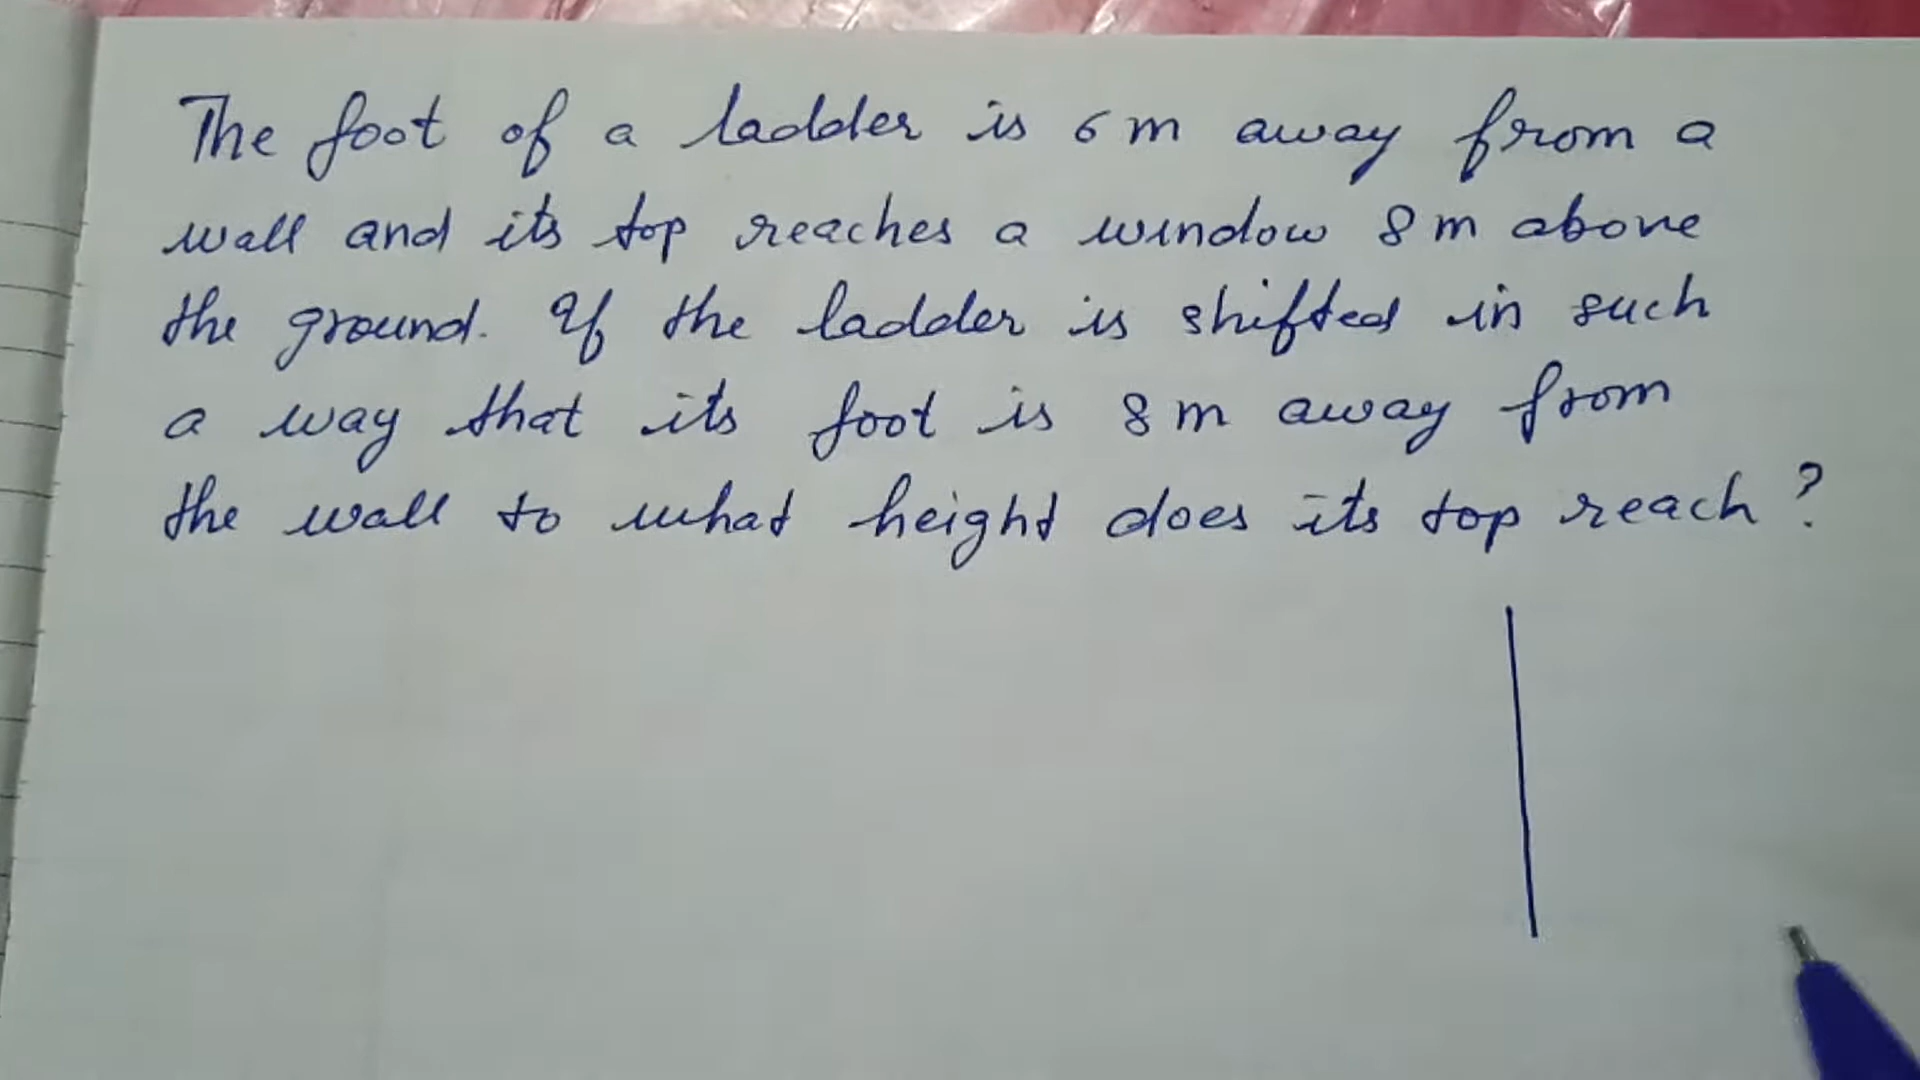 The foot of a ladder is 6 m away from a
wall and its top reaches a window 8 m above
the ground. If the ladder is shifted in such
a way that its foot is 8 m away from
the wall to what height does its top reach ?